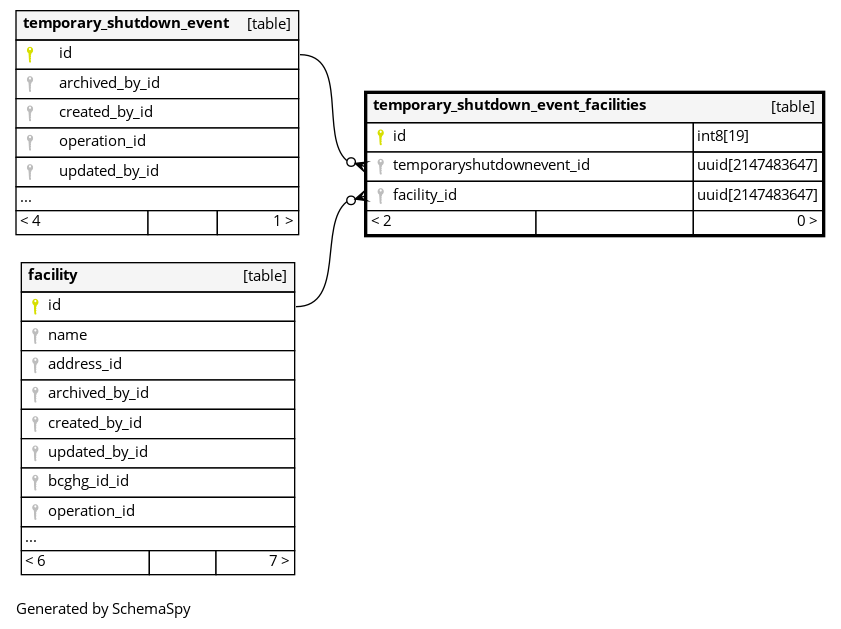 temporary_shutdown_event [table]
id
archived_by_id
created_by_id
operation_id
updated_by_id
...
< 4 1 >
temporary_shutdown_event_facilities [table]
id int8[19]
temporaryshutdownevent_id uuid[2147483647]
facility_id uuid[2147483647]
< 2 0 >
facility [table]
id
name
address_id
archived_by_id
created_by_id
updated_by_id
bcghg_id_id
operation_id
...
< 6 7 >
Generated by SchemaSpy